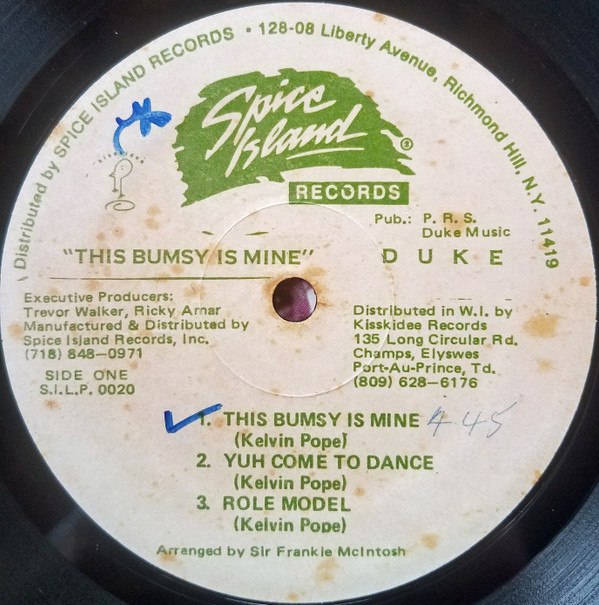 Distributed by SPICE ISLAND RECORDS • 128-08 Liberty Avenue, Richmond Hill, N.Y. 11419
Spice
Island
®
RECORDS
Pub.: P. R. S.
Duke Music
"THIS BUMSY IS MINE"
DUKE
Executive Producers:
Trevor Walker, Ricky Amar
Manufactured & Distributed by
Spice Island Records, Inc.
(718) 848-0971
SIDE ONE
S.I.L.P. 0020
Distributed in W.I. by
Kisskidee Records
135 Long Circular Rd.
Champs, Elyswes
Port-Au-Prince, Td.
(809) 628-6176
1. THIS BUMSY IS MINE 4 45
(Kelvin Pope)
2. YUH COME TO DANCE
(Kelvin Pope)
3. ROLE MODEL
(Kelvin Pope)
Arranged by Sir Frankie McIntosh